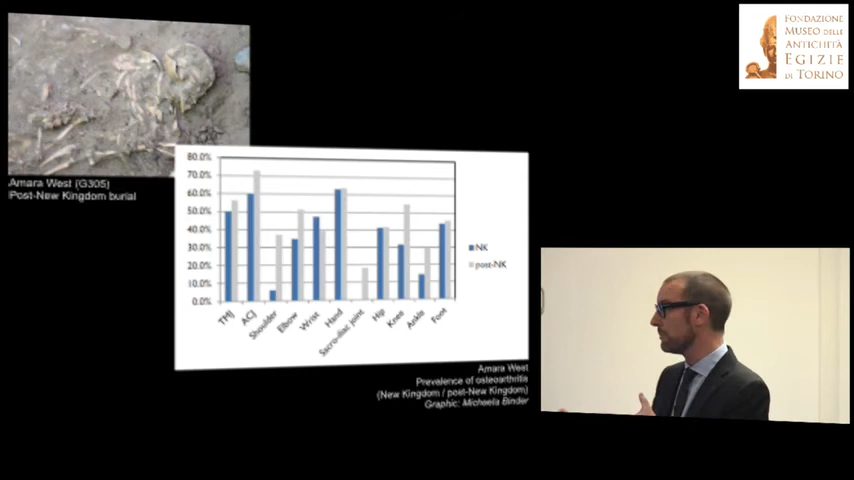 FONDAZIONE
MUSEO DELLE
ANTICHITÀ
EGIZIE
DI TORINO
Amara West (G305)
Post-New Kingdom burial
80.0%
70.0%
60.0%
50.0%
40.0%
30.0%
20.0%
10.0%
0.0%
TMJ
ACJ
Shoulder
Elbow
Wrist
Hand
Sacro-iliac joint
Hip
Knee
Ankle
Foot
NK
post-NK
Amara West
Prevalence of osteoarthritis
(New Kingdom / post-New Kingdom)
Graphic: Michaela Binder